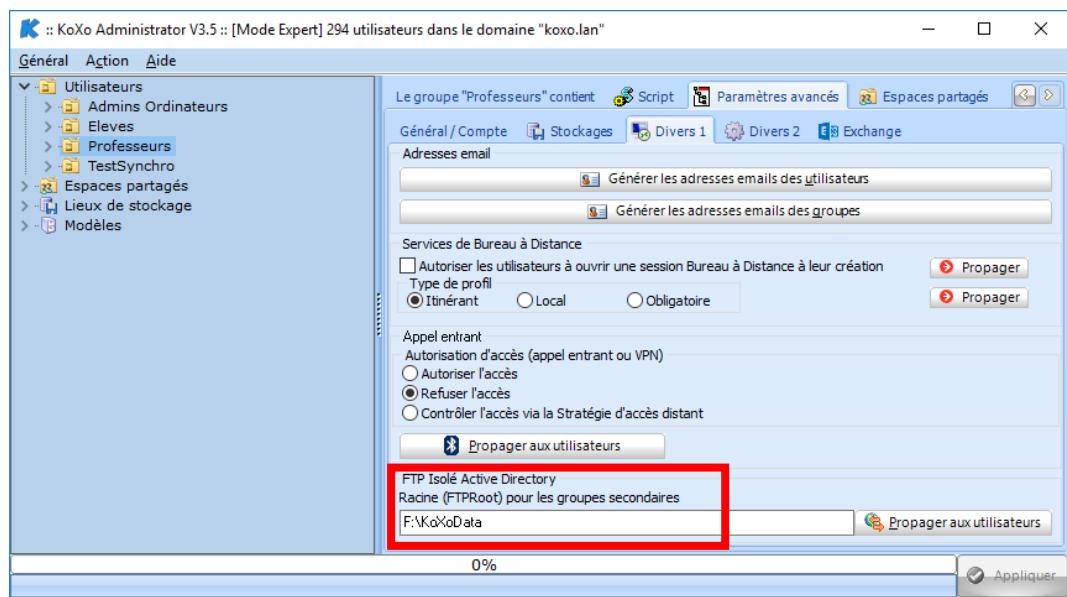 :: KoXo Administrator V3.5 :: [Mode Expert] 294 utilisateurs dans le domaine "koxo.lan"
Général Action Aide
Utilisateurs
Admins Ordinateurs
Eleves
Professeurs
TestSynchro
Espaces partagés
Lieux de stockage
Modèles
Le groupe "Professeurs" contient Script Paramètres avancés Espaces partagés
Général / Compte Stockages Divers 1 Divers 2 Exchange
Adresses email
Générer les adresses emails des utilisateurs
Générer les adresses emails des groupes
Services de Bureau à Distance
Autoriser les utilisateurs à ouvrir une session Bureau à Distance à leur création Propager
Type de profil
Itinérant Local Obligatoire Propager
Appel entrant
Autorisation d'accès (appel entrant ou VPN)
Autoriser l'accès
Refuser l'accès
Contrôler l'accès via la Stratégie d'accès distant
Propager aux utilisateurs
FTP Isolé Active Directory
Racine (FTPRoot) pour les groupes secondaires
F:\KoXoData Propager aux utilisateurs
0%
Appliquer